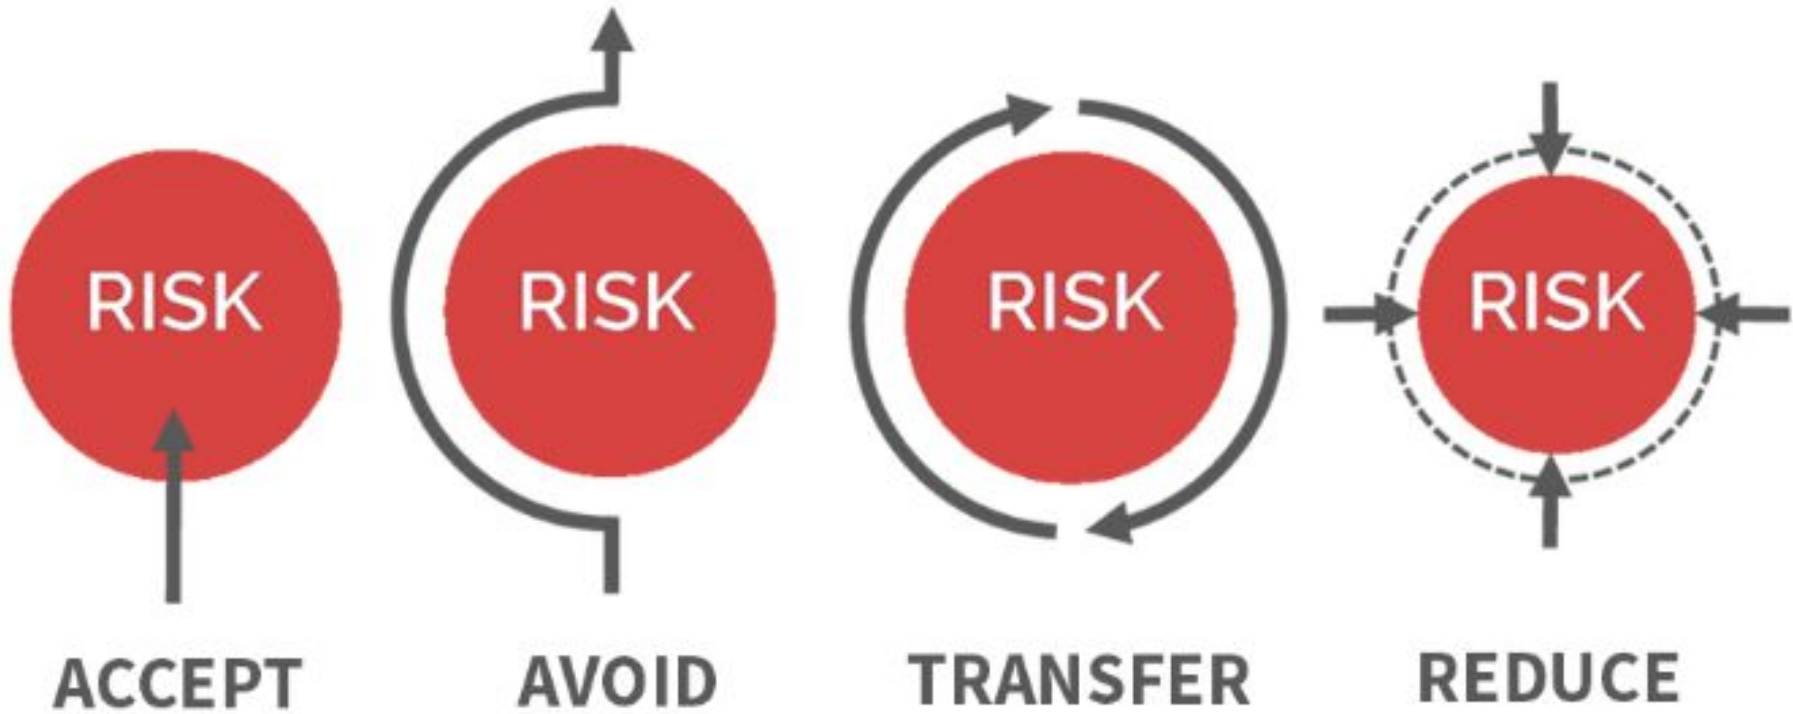 RISK
RISK
RISK
RISK
ACCEPT
AVOID
TRANSFER
REDUCE